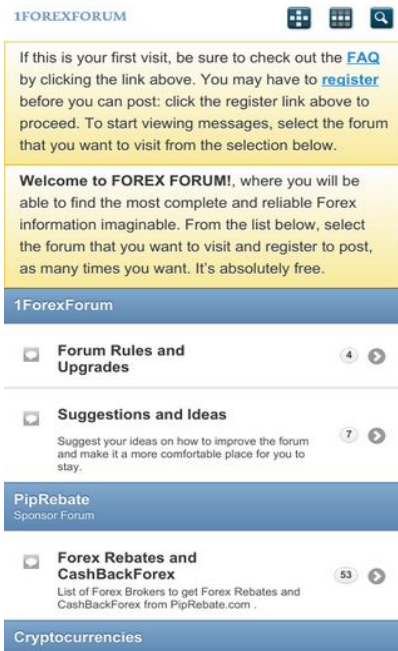 1FOREXFORUM
If this is your first visit, be sure to check out the FAQ
by clicking the link above. You may have to register
before you can post: click the register link above to
proceed. To start viewing messages, select the forum
that you want to visit from the selection below.
Welcome to FOREX FORUM!, where you will be
able to find the most complete and reliable Forex
information imaginable. From the list below, select
the forum that you want to visit and register to post,
as many times you want. It's absolutely free.
1ForexForum
Forum Rules and
Upgrades
4
Suggestions and Ideas
Suggest your ideas on how to improve the forum
and make it a more comfortable place for you to
stay.
7
PipRebate
Sponsor Forum
Forex Rebates and
CashBackForex
List of Forex Brokers to get Forex Rebates and
CashBackForex from PipRebate.com .
53
Cryptocurrencies